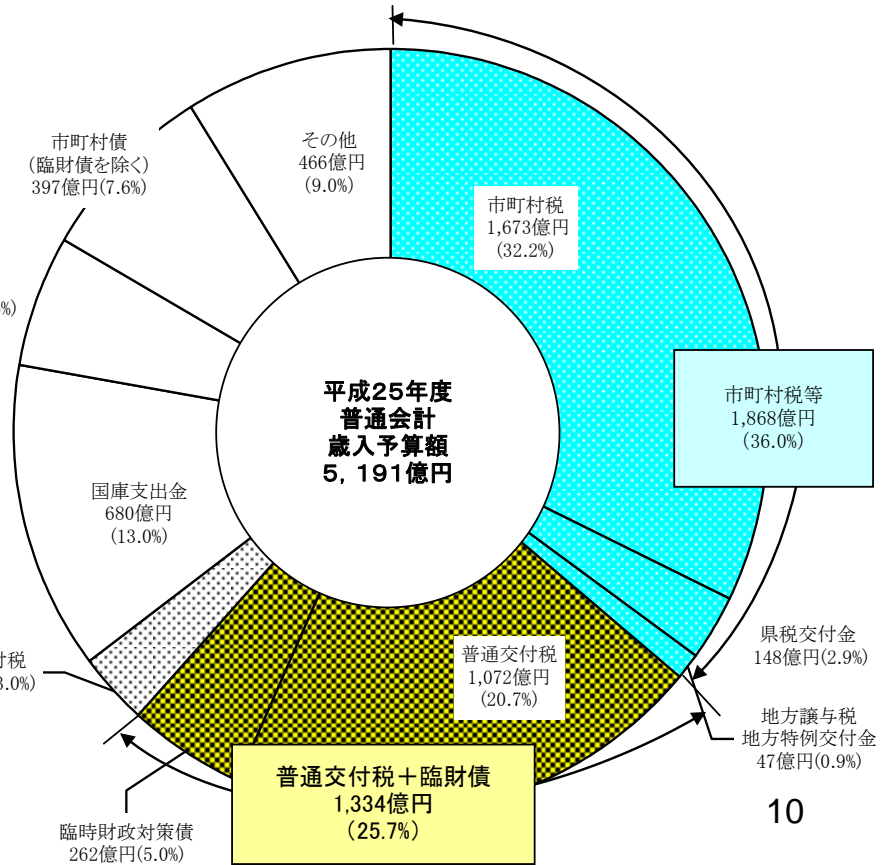 市町村債
(臨財債を除く)
397億円(7.6%)
その他
466億円
(9.0%)
市町村税
1,673億円
(32.2%)
平成25年度
普通会計
歳入予算額
5,191億円
市町村税等
1,868億円
(36.0%)
国庫支出金
680億円
(13.0%)
普通交付税
1,072億円
(20.7%)
県税交付金
148億円(2.9%)
地方譲与税
地方特例交付金
47億円(0.9%)
付税
3.0%)
普通交付税+臨財債
1,334億円
(25.7%)
臨時財政対策債
262億円(5.0%)
10